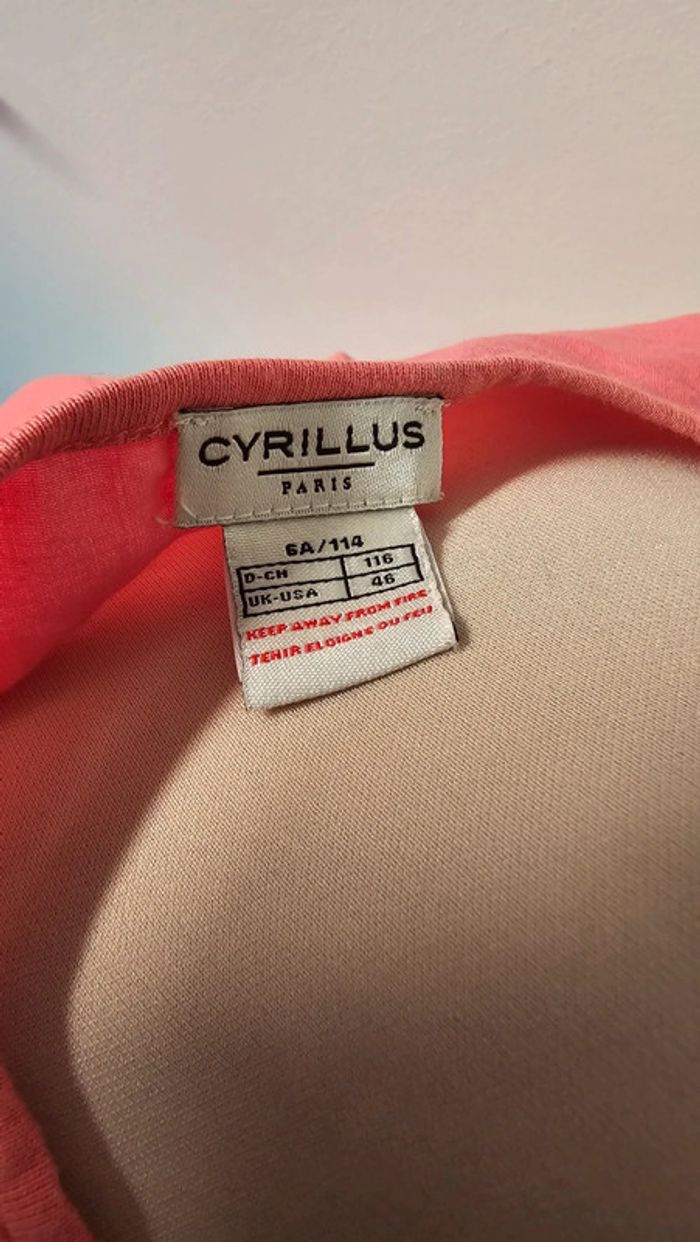 CYRILLUS
PARIS
6A/114
D-CH 116
UK-USA 46
KEEP AWAY FROM FIRE
TENIR ELOIGNE DU FEU